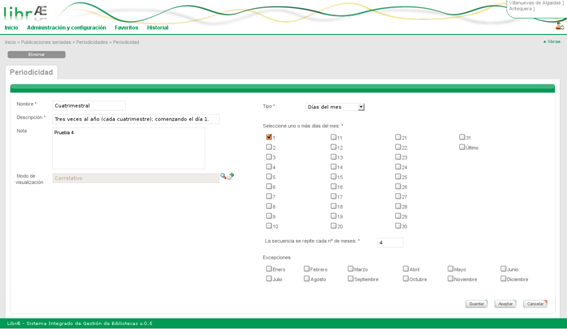 librÆ
Villanuevas de Algaidas ]
Antequera ]
Inicio Administración y configuración Favoritos Historial
Inicio > Publicaciones seriadas > Periodicidades > Periodicidad
Eliminar
Periodicidad
Nombre * Cuatrimestral
Tipo * Días del mes
Descripción * Tres veces al año (cada cuatrimestre); comenzando el día 1.
Nota Prueba 4
Seleccione uno o más días del mes: *
1 11 21 31
2 12 22 Último
3 13 23
4 14 24
5 15 25
6 16 26
7 17 27
8 18 28
9 19 29
10 20 30
Modo de visualización Correlativo
La secuencia se repite cada nº de meses: * 4
Excepciones
Enero Febrero Marzo Abril Mayo Junio
Julio Agosto Septiembre Octubre Noviembre Diciembre
Guardar Aceptar Cancelar
LibrÆ - Sistema Integrado de Gestión de Bibliotecas v.0.5